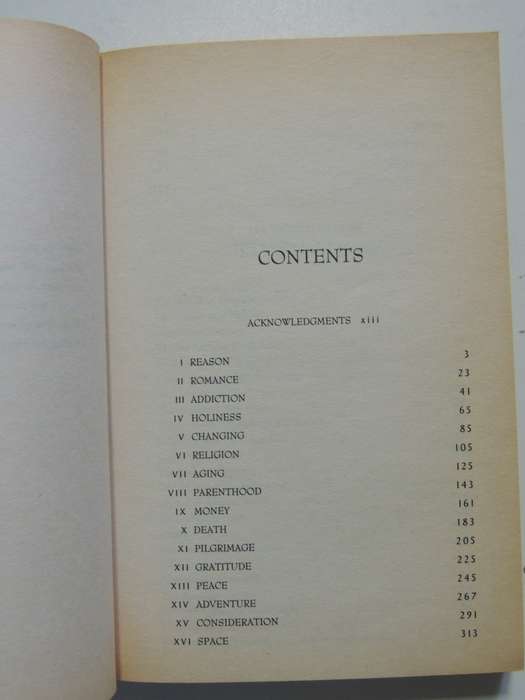 CONTENTS
ACKNOWLEDGMENTS xiii
I REASON 3
II ROMANCE 23
III ADDICTION 41
IV HOLINESS 65
V CHANGING 85
VI RELIGION 105
VII AGING 125
VIII PARENTHOOD 143
IX MONEY 161
X DEATH 183
XI PILGRIMAGE 205
XII GRATITUDE 225
XIII PEACE 245
XIV ADVENTURE 267
XV CONSIDERATION 291
XVI SPACE 313